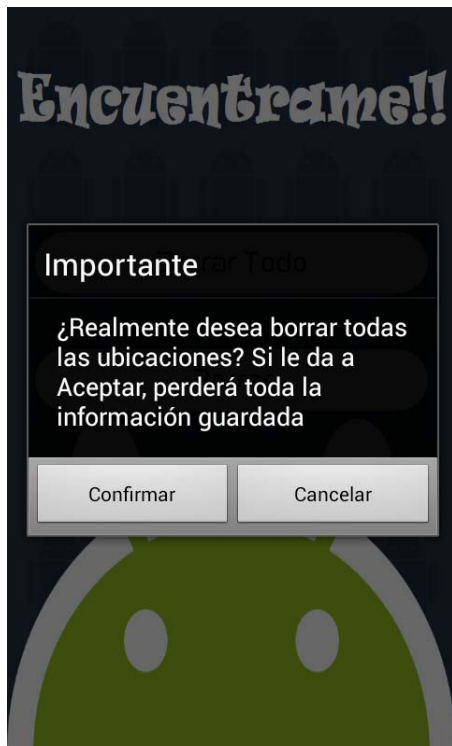 Encuentrame!!
Importante
¿Realmente desea borrar todas
las ubicaciones? Si le da a
Aceptar, perderá toda la
información guardada
Confirmar
Cancelar